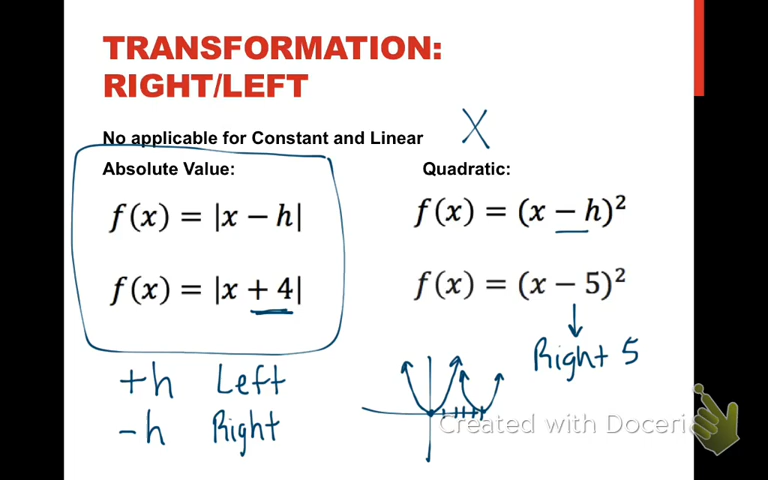 TRANSFORMATION:
RIGHT/LEFT
No applicable for Constant and Linear
X
Absolute Value:
Quadratic:
f(x) = |x − h|
f(x) = (x − h)²
f(x) = |x + 4|
f(x) = (x − 5)²
Right 5
+h Left
-h Right
Created with Doceri